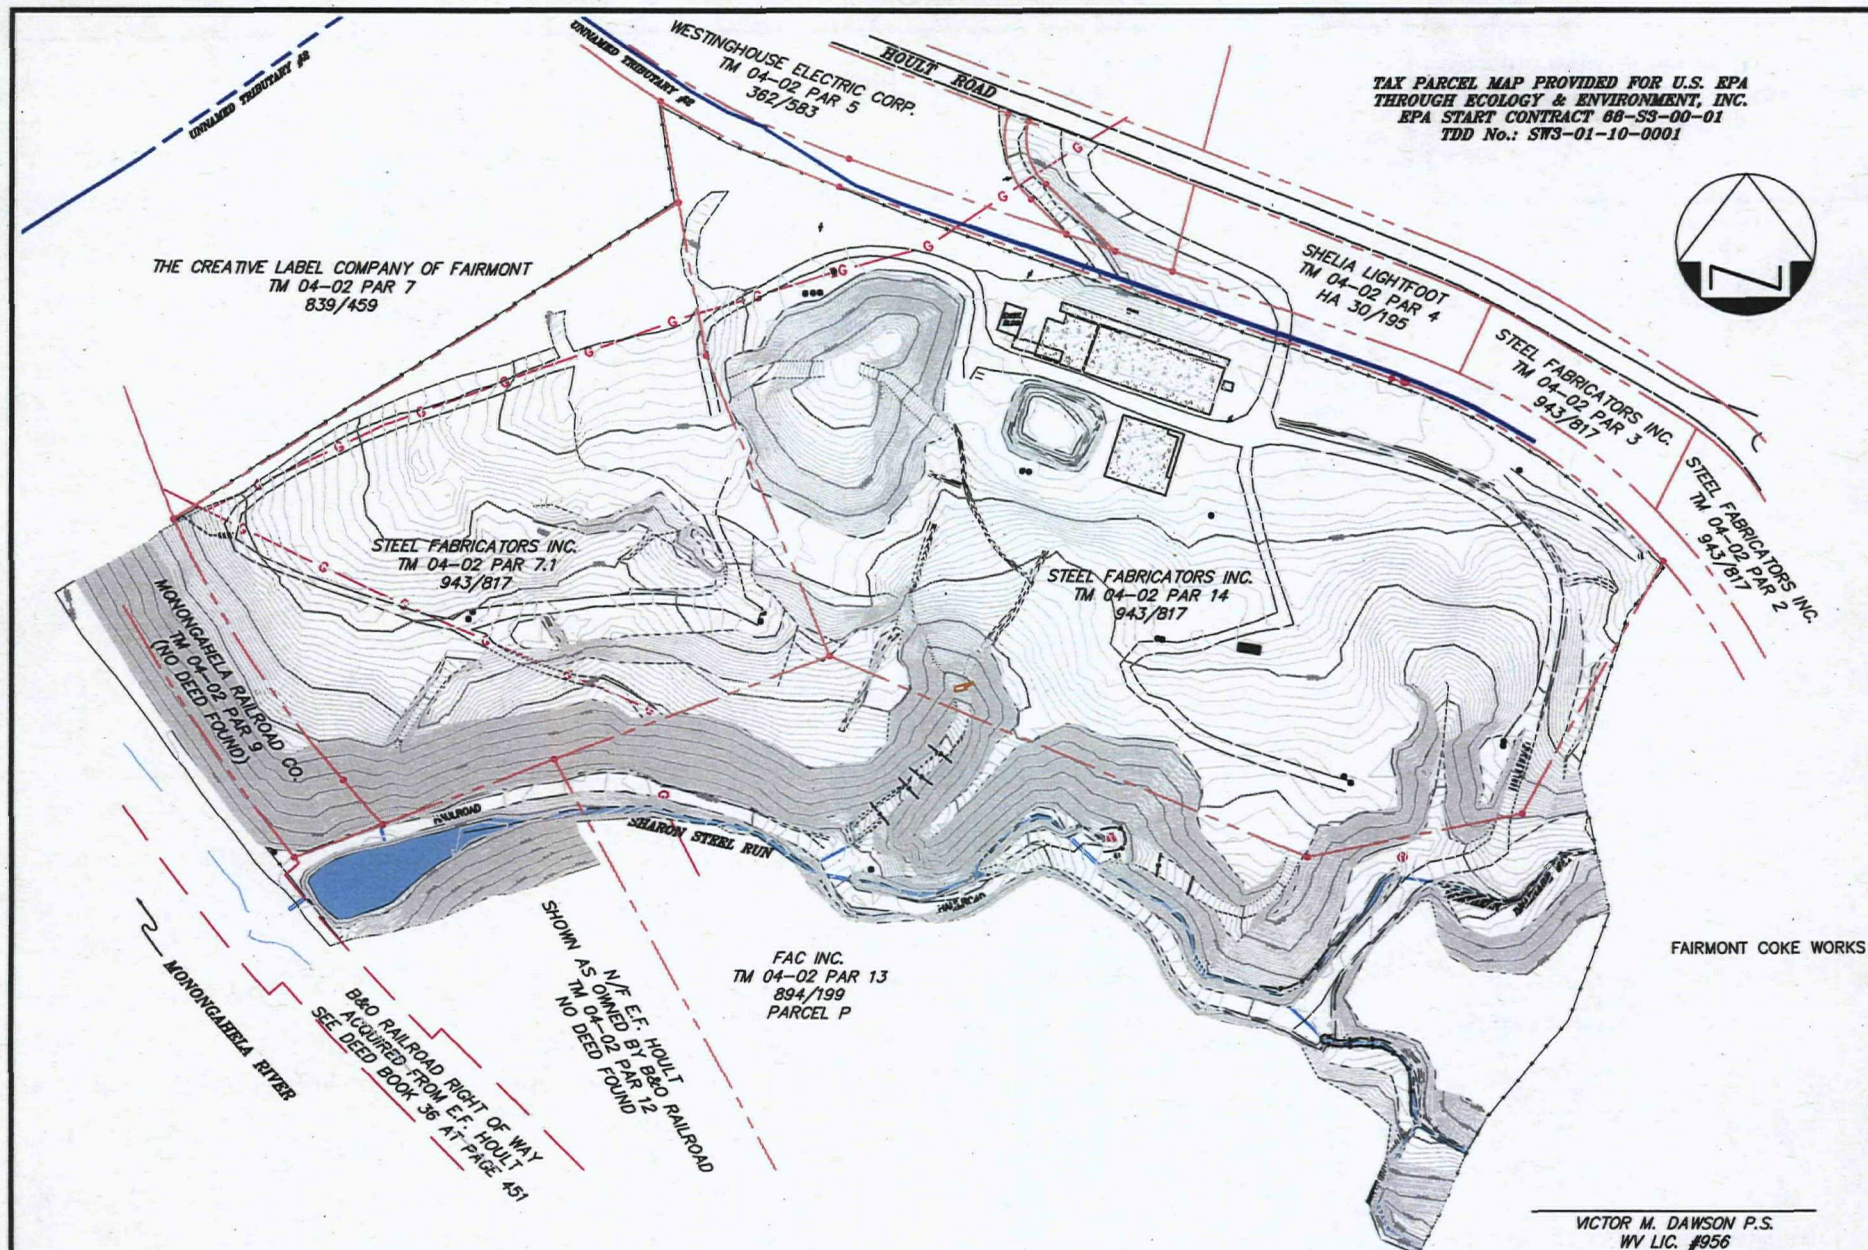 UNNAMED TRIBUTARY #2
UNNAMED TRIBUTARY #2
WESTINGHOUSE ELECTRIC CORP.
TM 04-02 PAR 5
362/583
HOULT ROAD
TAX PARCEL MAP PROVIDED FOR U.S. EPA
THROUGH ECOLOGY & ENVIRONMENT, INC.
EPA START CONTRACT 68-S3-00-01
TDD No.: SW3-01-10-0001
N
THE CREATIVE LABEL COMPANY OF FAIRMONT
TM 04-02 PAR 7
839/459
SHELIA LIGHTFOOT
TM 04-02 PAR 4
HA 30/195
STEEL FABRICATORS INC.
TM 04-02 PAR 3
943/817
STEEL FABRICATORS INC.
TM 04-02 PAR 2
943/817
STEEL FABRICATORS INC.
TM 04-02 PAR 7.1
943/817
STEEL FABRICATORS INC.
TM 04-02 PAR 14
943/817
MONONGAHELA RAILROAD CO.
TM 04-02 PAR 9
(NO DEED FOUND)
SHARON STEEL RUN
FAC INC.
TM 04-02 PAR 13
894/199
PARCEL P
FAIRMONT COKE WORKS
N/F E.F. HOULT
SHOWN AS OWNED BY B&O RAILROAD
TM 04-02 PAR 12
NO DEED FOUND
B&O RAILROAD RIGHT OF WAY
ACQUIRED FROM E.F. HOULT
SEE DEED BOOK 36 AT PAGE 451
MONONGAHELA RIVER
VICTOR M. DAWSON P.S.
WV LIC. #956